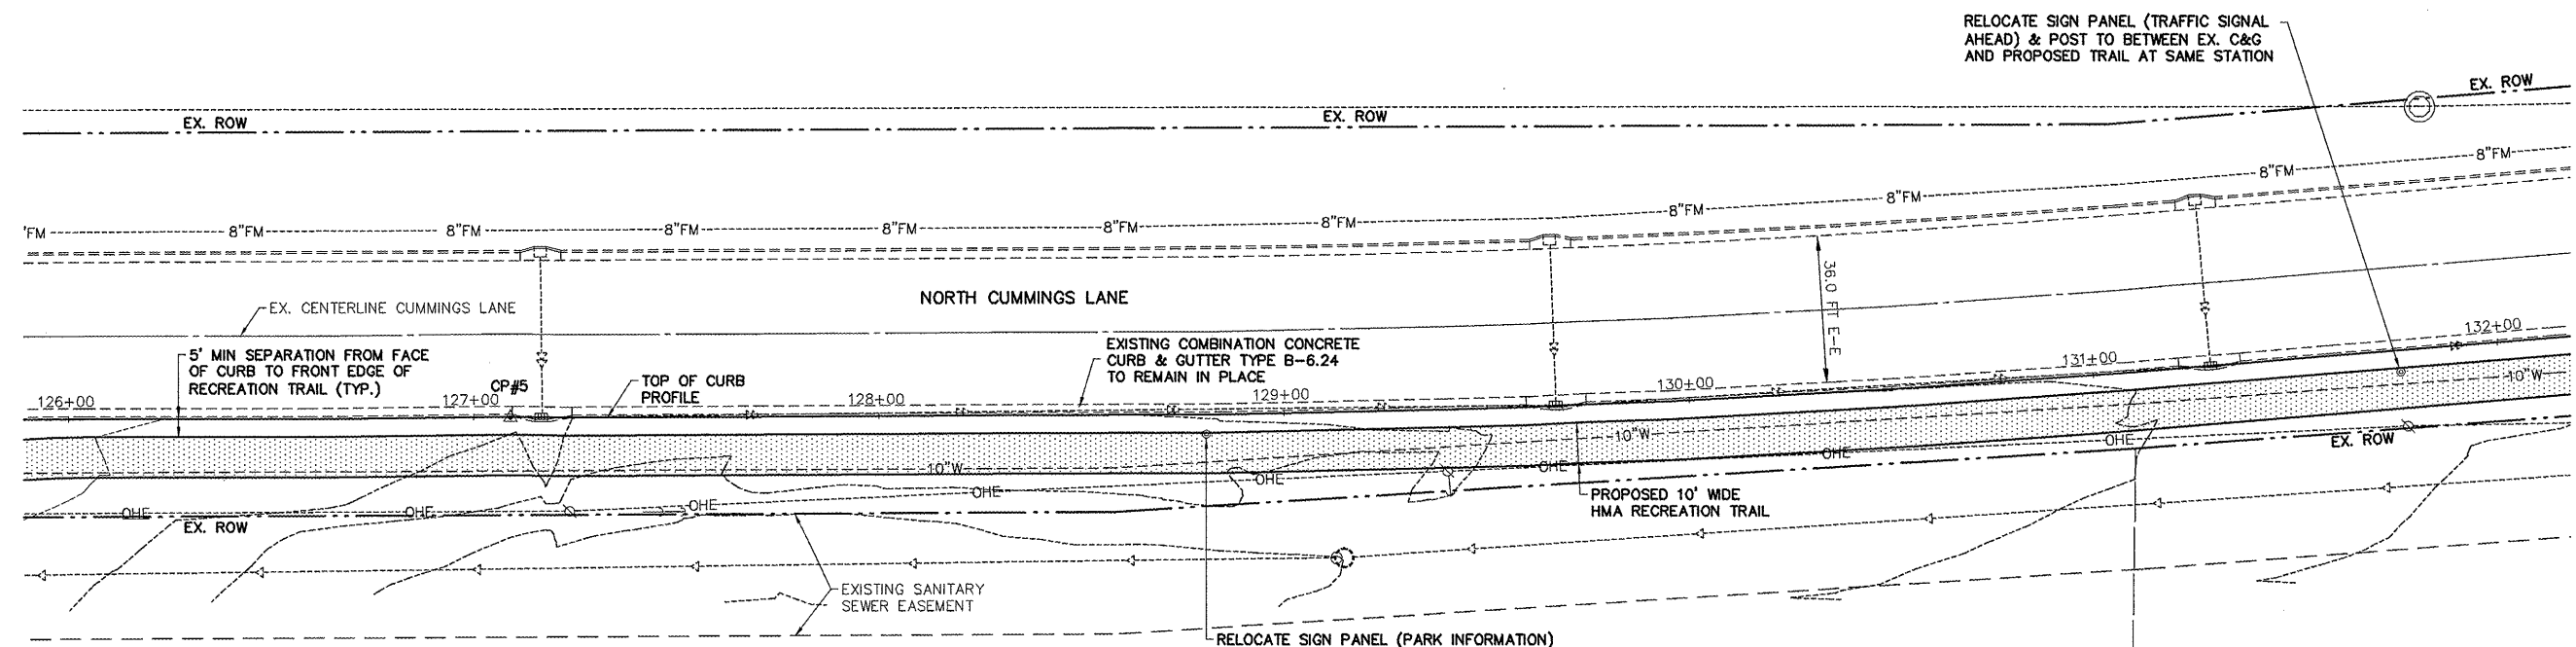 RELOCATE SIGN PANEL (TRAFFIC SIGNAL
AHEAD) & POST TO BETWEEN EX. C&G
AND PROPOSED TRAIL AT SAME STATION
EX. ROW
EX. ROW
EX. ROW
8"FM
8"FM
8"FM
8"FM
8"FM
8"FM
8"FM
8"FM
8"FM
8"FM
8"FM
"FM
36.0 FT E-E
NORTH CUMMINGS LANE
EX. CENTERLINE CUMMINGS LANE
5' MIN SEPARATION FROM FACE
OF CURB TO FRONT EDGE OF
RECREATION TRAIL (TYP.)
CP#5
TOP OF CURB
PROFILE
EXISTING COMBINATION CONCRETE
CURB & GUTTER TYPE B-6.24
TO REMAIN IN PLACE
126+00
127+00
128+00
129+00
130+00
131+00
132+00
10"W
10"W
10"W
OHE
OHE
OHE
OHE
OHE
OHE
OHE
OHE
EX. ROW
EX. ROW
PROPOSED 10' WIDE
HMA RECREATION TRAIL
EXISTING SANITARY
SEWER EASEMENT
RELOCATE SIGN PANEL (PARK INFORMATION)